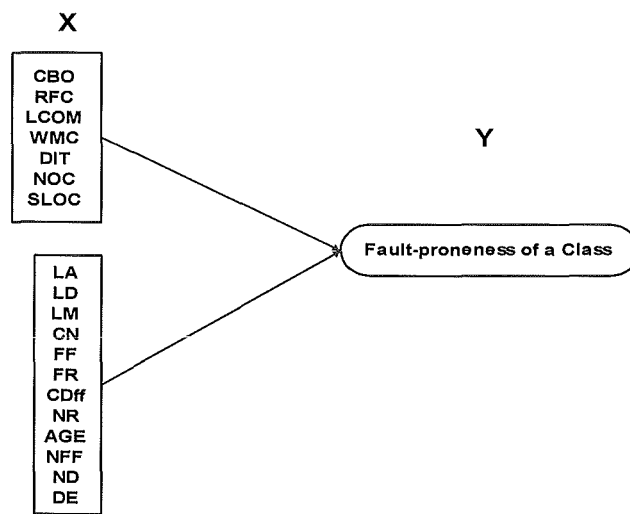 X
CBO
RFC
LCOM
WMC
DIT
NOC
SLOC
Y
Fault-proneness of a Class
LA
LD
LM
CN
FF
FR
CDff
NR
AGE
NFF
ND
DE